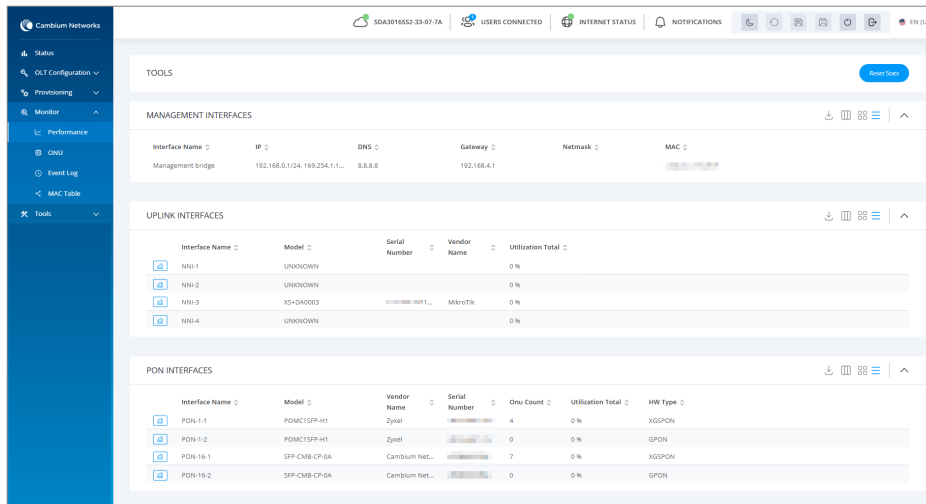 Cambium Networks
SDA3016SS2-33-07-7A
USERS CONNECTED
INTERNET STATUS
NOTIFICATIONS
EN (U
Status
OLT Configuration
Provisioning
Monitor
Performance
ONU
Event Log
MAC Table
Tools
TOOLS
Reset Stats
MANAGEMENT INTERFACES
Interface Name IP DNS Gateway Netmask MAC
Management bridge 192.168.0.1/24, 169.254.1.1... 8.8.8.8 192.168.4.1
UPLINK INTERFACES
Interface Name Model Serial Number Vendor Name Utilization Total
NNI-1 UNKNOWN 0 %
NNI-2 UNKNOWN 0 %
NNI-3 XS+DA0003 11... MikroTik 0 %
NNI-4 UNKNOWN 0 %
PON INTERFACES
Interface Name Model Vendor Name Serial Number Onu Count Utilization Total HW Type
PON-1-1 POMC1SFP-H1 Zyxel 4 0 % XGSPON
PON-1-2 POMC1SFP-H1 Zyxel 0 0 % GPON
PON-16-1 SFP-CMB-CP-0A Cambium Net... 7 0 % XGSPON
PON-16-2 SFP-CMB-CP-0A Cambium Net... 0 0 % GPON